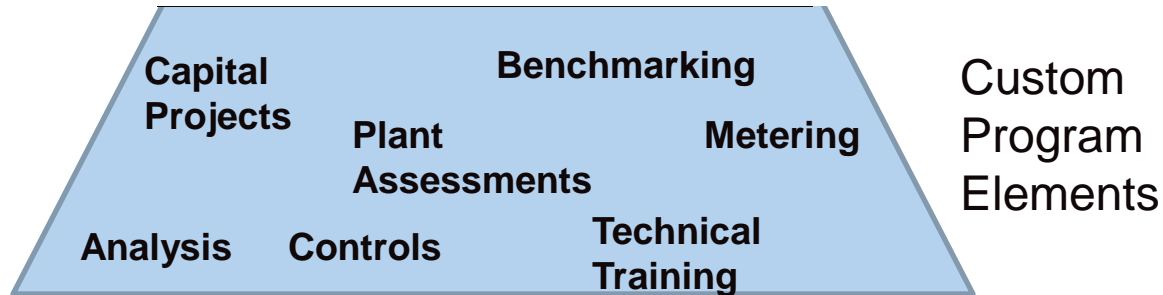 Capital
Projects
Benchmarking
Plant
Assessments
Metering
Analysis
Controls
Technical
Training
Custom
Program
Elements